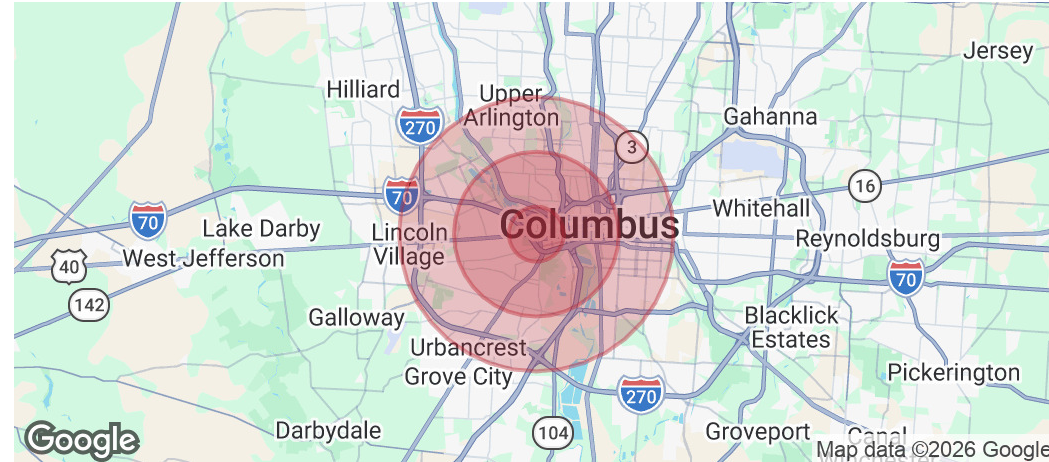 Jersey
Hilliard
Upper
Arlington
270
Gahanna
3
70
16
70
Lake Darby
Columbus
Whitehall
Lincoln
Village
Reynoldsburg
40
West Jefferson
70
142
Galloway
Blacklick
Estates
Urbancrest
Grove City
Pickerington
270
Darbydale
104
Groveport
Canal
Winchester
Google
Map data ©2026 Google